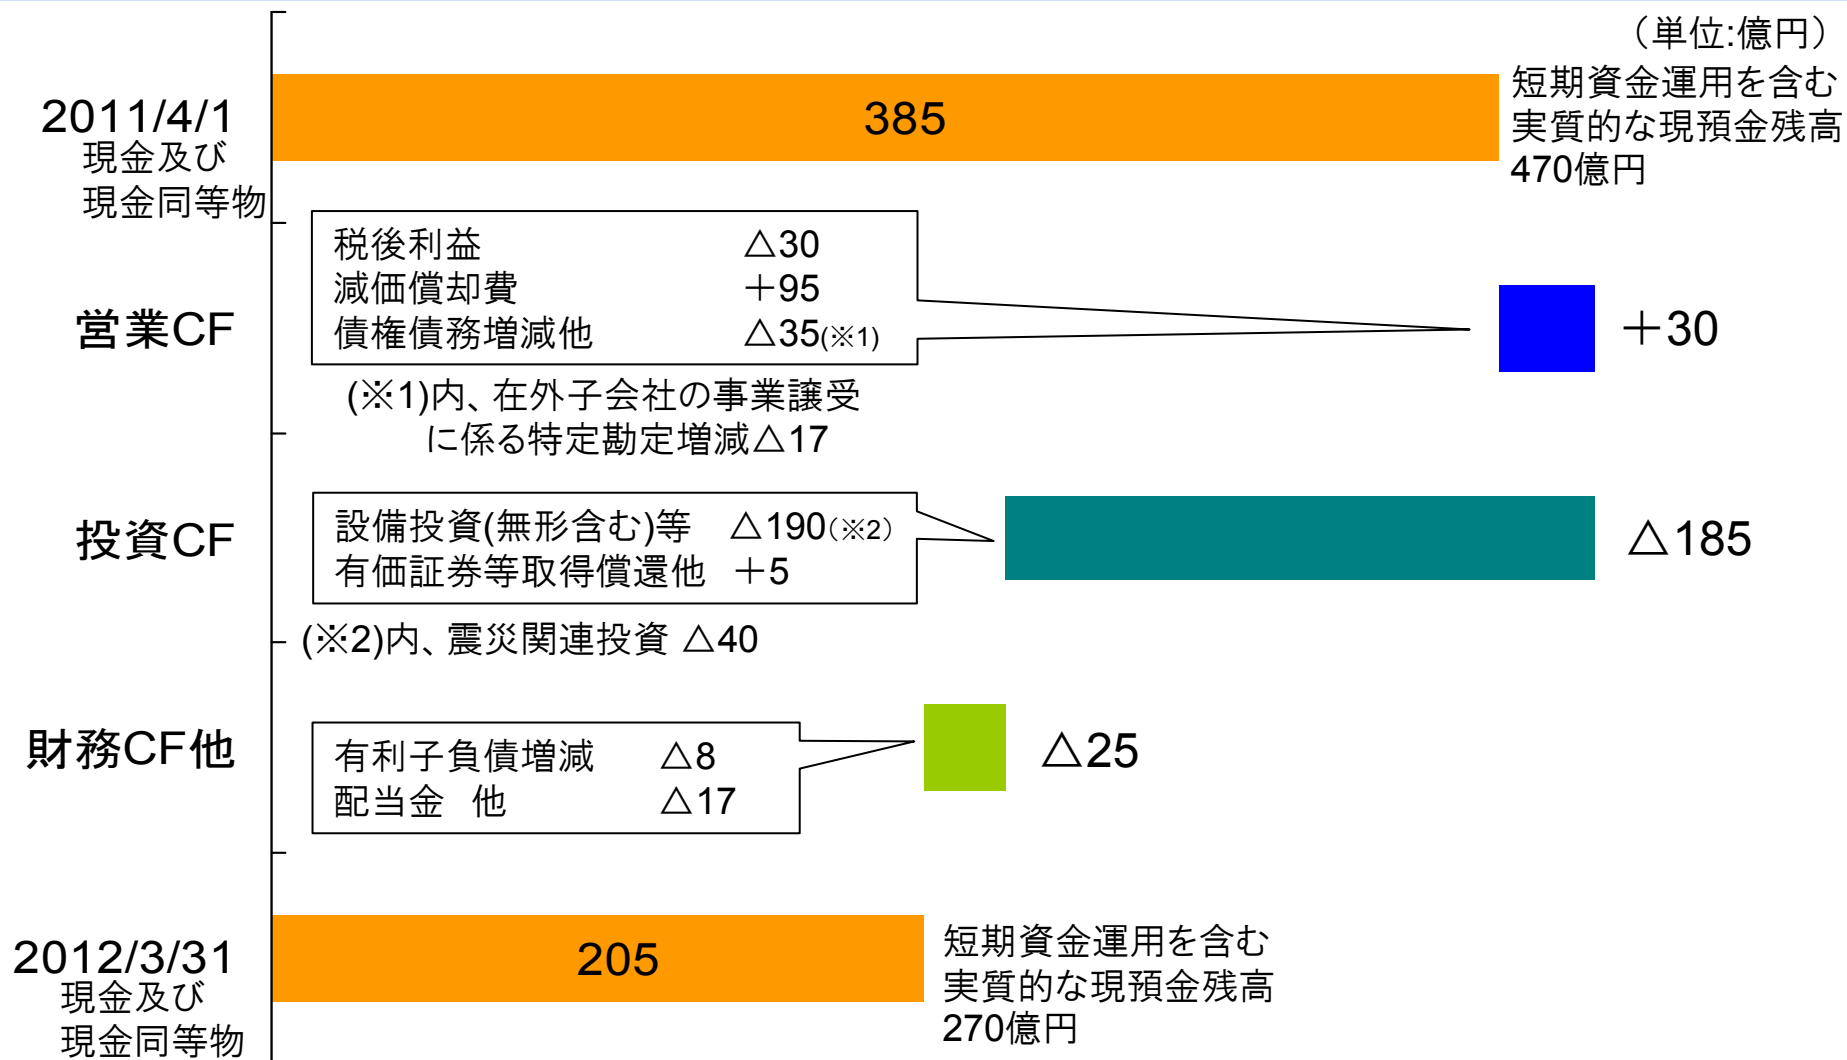 （単位:億円）
2011/4/1
現金及び
現金同等物
385
短期資金運用を含む
実質的な現預金残高
470億円
営業CF
税後利益 △30
減価償却費 ＋95
債権債務増減他 △35(※1)
＋30
(※1)内、在外子会社の事業譲受
に係る特定勘定増減△17
投資CF
設備投資(無形含む)等 △190(※2)
有価証券等取得償還他 ＋5
△185
(※2)内、震災関連投資 △40
財務CF他
有利子負債増減 △8
配当金 他 △17
△25
2012/3/31
現金及び
現金同等物
205
短期資金運用を含む
実質的な現預金残高
270億円